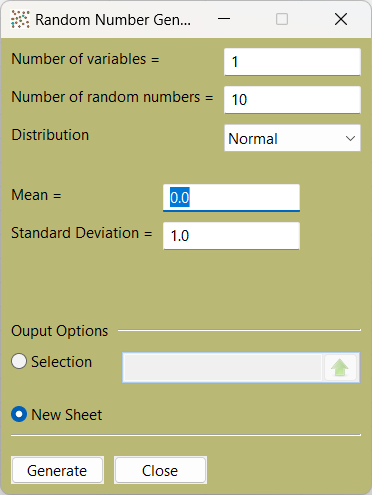 Random Number Gen...
Number of variables = 1
Number of random numbers = 10
Distribution Normal
Mean = 0.0
Standard Deviation = 1.0
Ouput Options
Selection
New Sheet
Generate Close